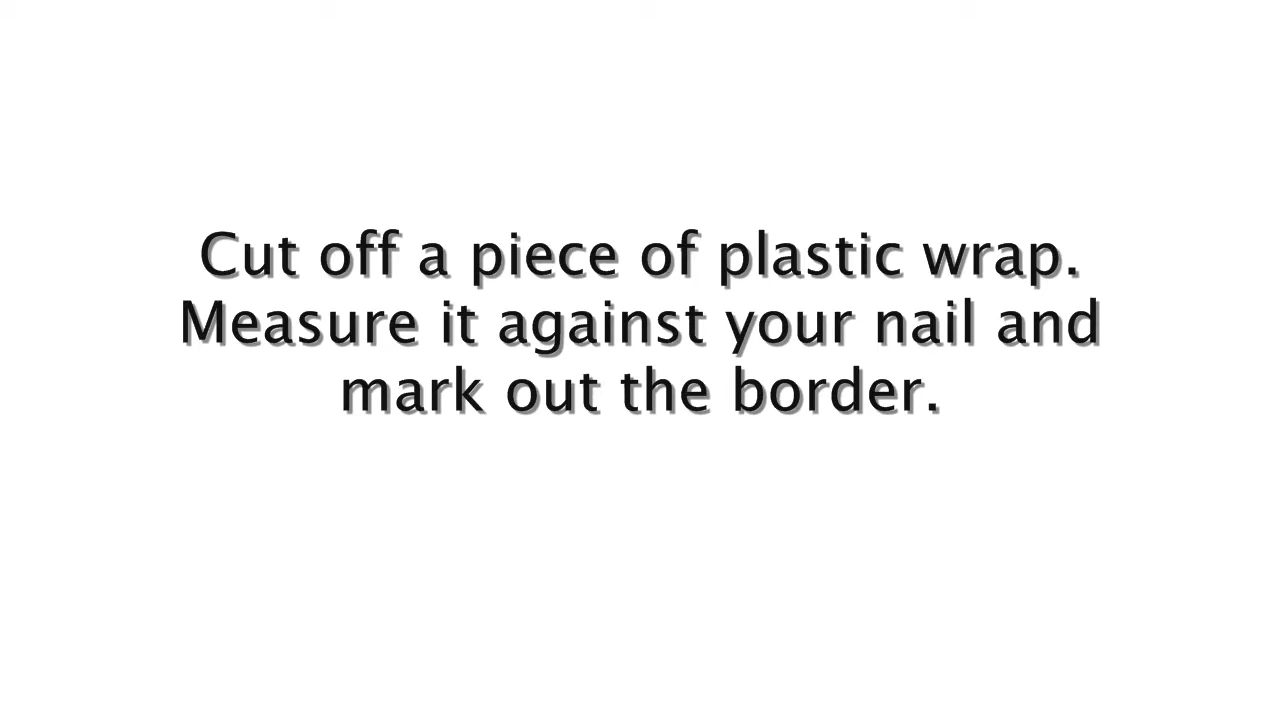 Cut off a piece of plastic wrap.
Measure it against your nail and
mark out the border.